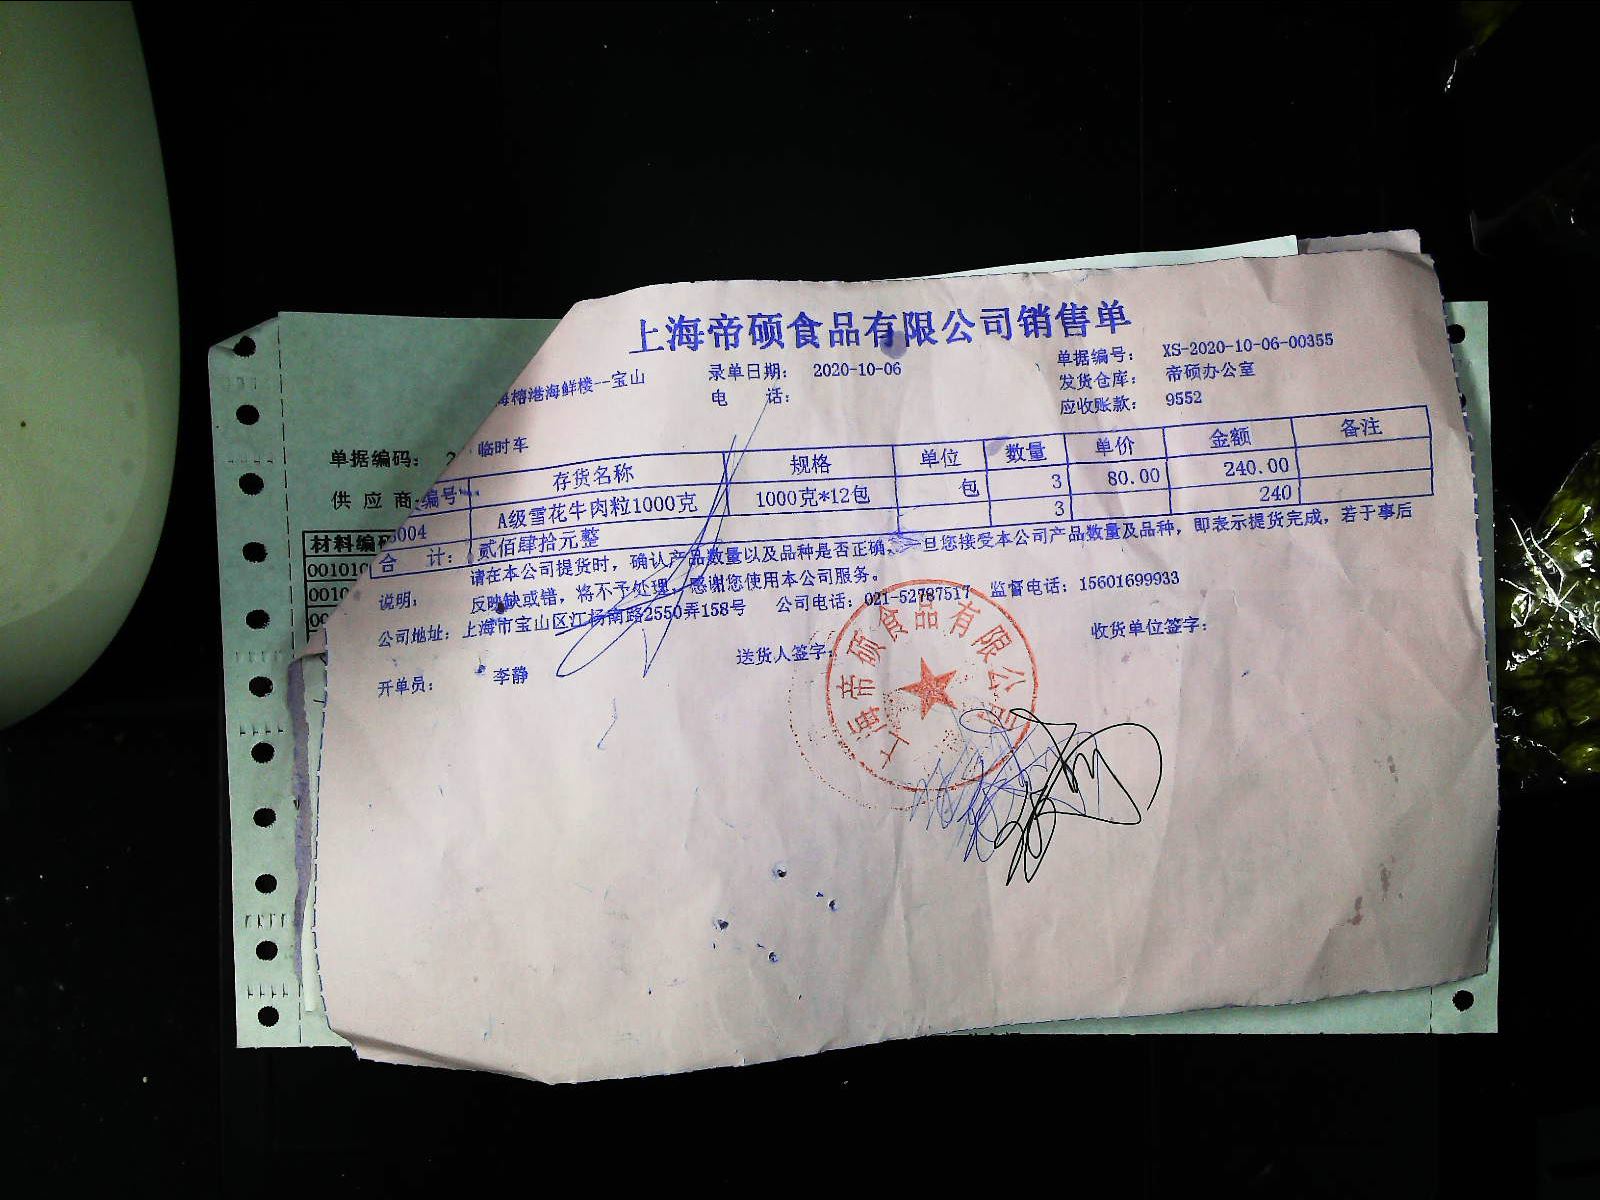 上海帝硕食品有限公司销售单
海榕港海鲜楼--宝山 录单日期： 2020-10-06 单据编号： XS-2020-10-06-00355
电 话： 发货仓库： 帝硕办公室
临时车 应收账款： 9552
单据编码： 2
供应商
材料编码
00101
0010
00
编号 存货名称 规格 单位 数量 单价 金额 备注
004 A级雪花牛肉粒1000克 1000克*12包 包 3 80.00 240.00
合 计： 贰佰肆拾元整 3 240
说明： 请在本公司提货时，确认产品数量以及品种是否正确、一旦您接受本公司产品数量及品种，即表示提货完成，若于事后
反映缺或错，将不予处理，感谢您使用本公司服务。
公司地址： 上海市宝山区江杨南路2550弄158号 公司电话：021-52787517 监督电话：15601699933
开单员： 李静 送货人签字： 收货单位签字：
上海帝硕食品有限公司